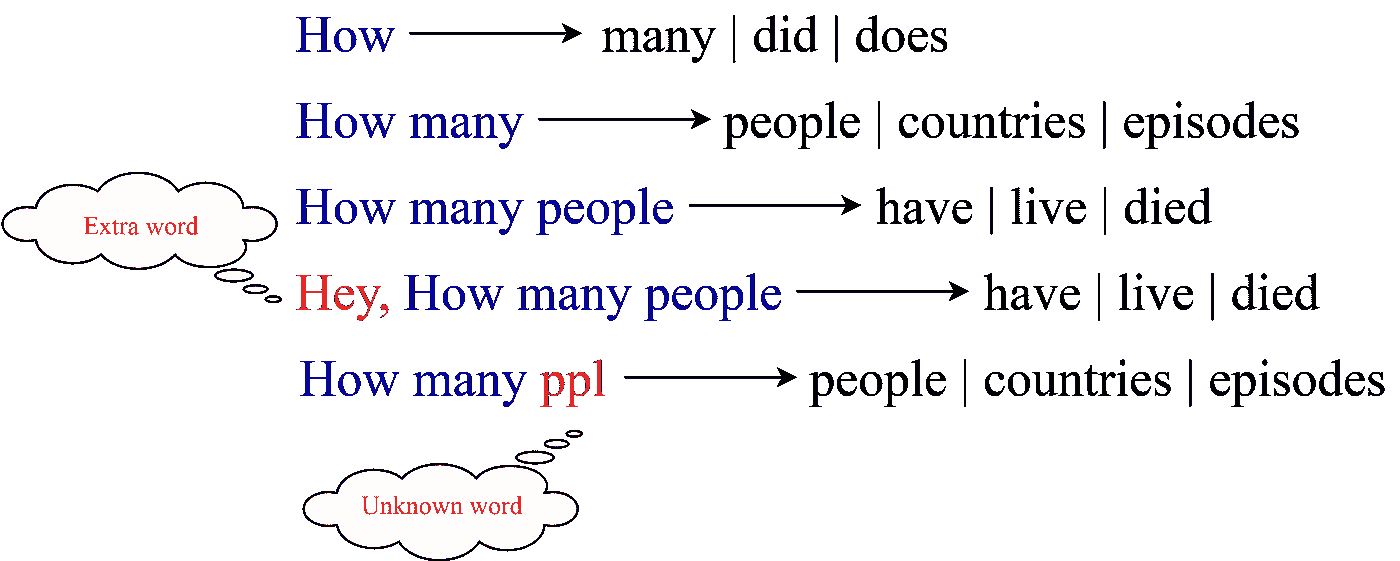 How → many | did | does
How many → people | countries | episodes
How many people → have | live | died
Extra word
Hey, How many people → have | live | died
How many ppl → people | countries | episodes
Unknown word